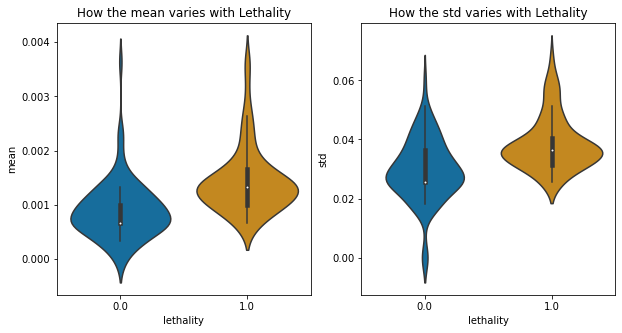 How the mean varies with Lethality
mean
0.004
0.003
0.002
0.001
0.000
0.0 1.0
lethality
How the std varies with Lethality
std
0.06
0.04
0.02
0.00
0.0 1.0
lethality